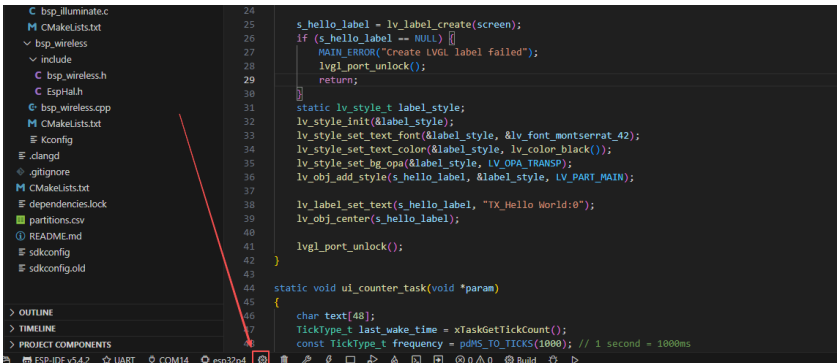 bsp_illuminate.c
CMakeLists.txt
bsp_wireless
include
bsp_wireless.h
EspHal.h
bsp_wireless.cpp
CMakeLists.txt
Kconfig
.clangd
.gitignore
CMakeLists.txt
dependencies.lock
partitions.csv
README.md
sdkconfig
sdkconfig.old
OUTLINE
TIMELINE
PROJECT COMPONENTS
24
25 s_hello_label = lv_label_create(screen);
26 if (s_hello_label == NULL) {
27 MAIN_ERROR("Create LVGL label failed");
28 lvgl_port_unlock();
29 return;
30 }
31 static lv_style_t label_style;
32 lv_style_init(&label_style);
33 lv_style_set_text_font(&label_style, &lv_font_montserrat_42);
34 lv_style_set_text_color(&label_style, lv_color_black());
35 lv_style_set_bg_opa(&label_style, LV_OPA_TRANSP);
36 lv_obj_add_style(s_hello_label, &label_style, LV_PART_MAIN);
37
38 lv_label_set_text(s_hello_label, "TX_Hello World:0");
39 lv_obj_center(s_hello_label);
40
41 lvgl_port_unlock();
42 }
43
44 static void ui_counter_task(void *param)
45 {
46 char text[48];
47 TickType_t last_wake_time = xTaskGetTickCount();
const TickType_t frequency = pdMS_TO_TICKS(1000); // 1 second = 1000ms
ESP-IDF v5.4.2 UART COM14 esp32p4 0 0 Build